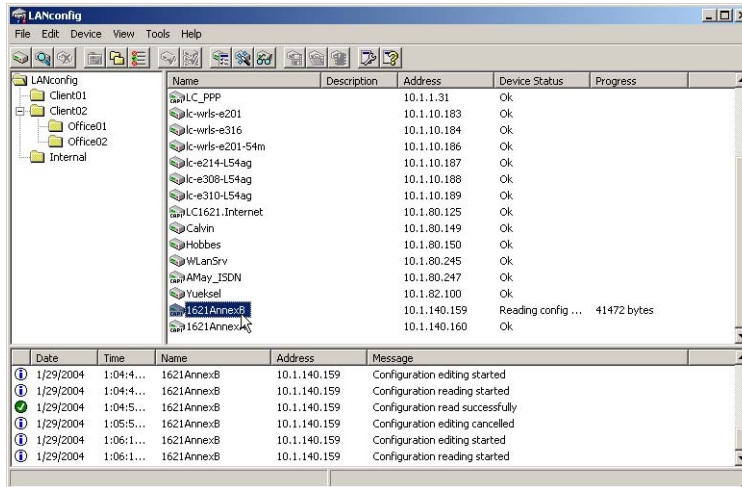 LANconfig
File Edit Device View Tools Help
LANconfig
Client01
Client02
Office01
Office02
Internal
Name Description Address Device Status Progress
LC_PPP 10.1.1.31 Ok
lc-wrls-e201 10.1.10.183 Ok
lc-wrls-e316 10.1.10.184 Ok
lc-wrls-e201-54m 10.1.10.186 Ok
lc-e214-L54ag 10.1.10.187 Ok
lc-e308-L54ag 10.1.10.188 Ok
lc-e310-L54ag 10.1.10.189 Ok
LC1621.Internet 10.1.80.125 Ok
Calvin 10.1.80.149 Ok
Hobbes 10.1.80.150 Ok
WLanSrv 10.1.80.245 Ok
AMay_ISDN 10.1.80.247 Ok
Yueksel 10.1.82.100 Ok
1621AnnexB 10.1.140.159 Reading config ... 41472 bytes
10.1.140.160 Ok
Date Time Name Address Message
1/29/2004 1:04:4... 1621AnnexB 10.1.140.159 Configuration editing started
1/29/2004 1:04:4... 1621AnnexB 10.1.140.159 Configuration reading started
1/29/2004 1:04:5... 1621AnnexB 10.1.140.159 Configuration read successfully
1/29/2004 1:05:5... 1621AnnexB 10.1.140.159 Configuration editing cancelled
1/29/2004 1:06:1... 1621AnnexB 10.1.140.159 Configuration editing started
1/29/2004 1:06:1... 1621AnnexB 10.1.140.159 Configuration reading started